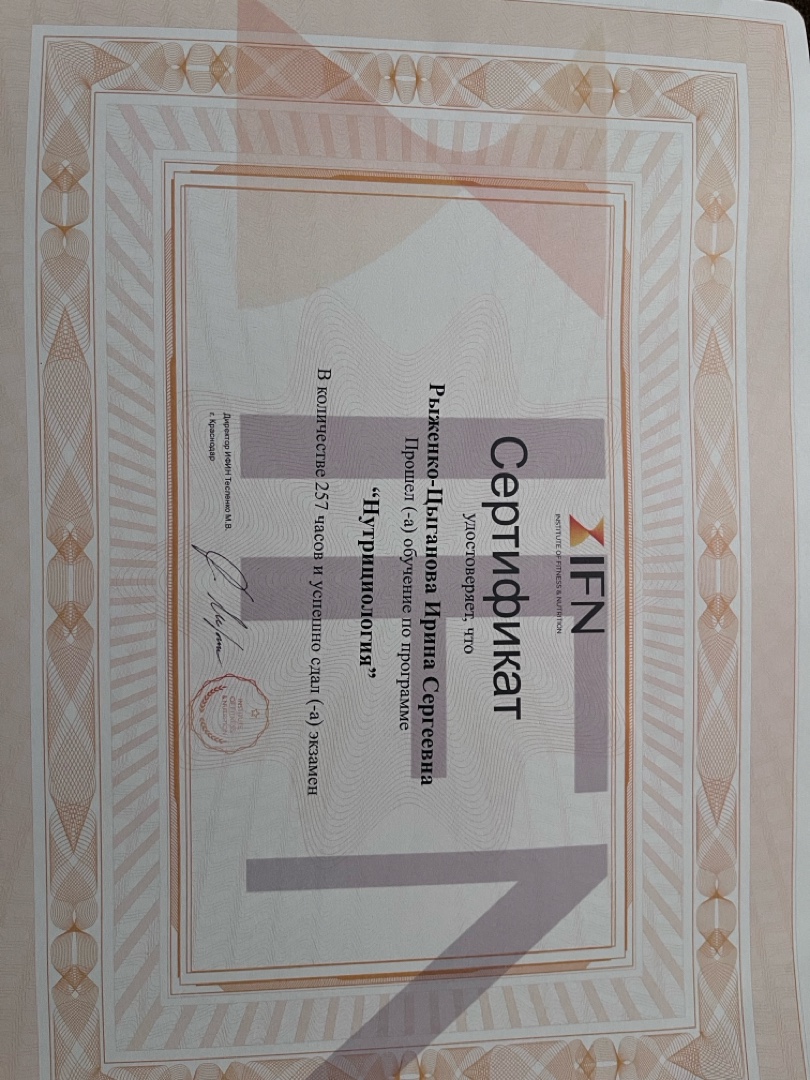 IFN
INSTITUTE OF FITNESS & NUTRITION
Сертификат
удостоверяет, что
Рыженко-Цыганова Ирина Сергеевна
Прошел (-а) обучение по программе
“Нутрициология”
В количестве 257 часов и успешно сдал (-а) экзамен
Директор ИФИН Тесленко М.В.
г. Краснодар